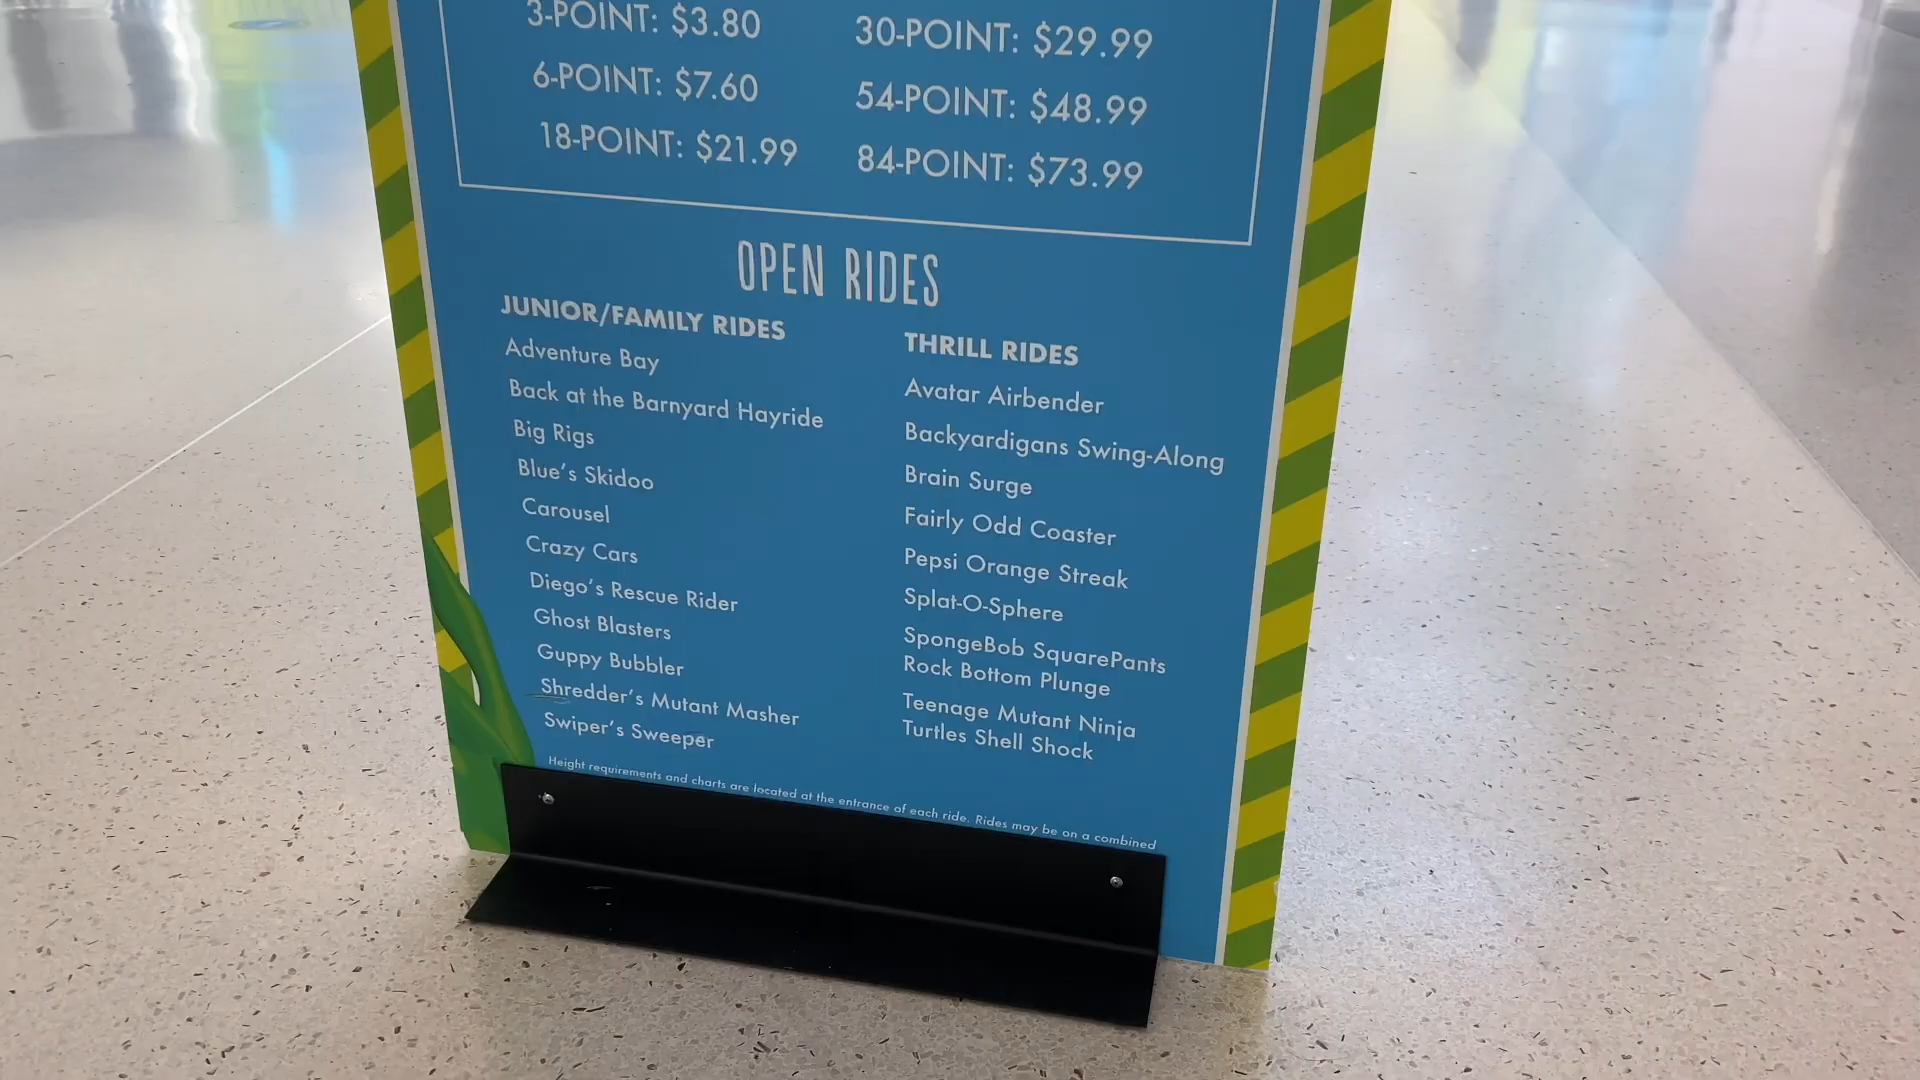 3-POINT: $3.80
6-POINT: $7.60
18-POINT: $21.99
30-POINT: $29.99
54-POINT: $48.99
84-POINT: $73.99
OPEN RIDES
JUNIOR/FAMILY RIDES
Adventure Bay
Back at the Barnyard Hayride
Big Rigs
Blue's Skidoo
Carousel
Crazy Cars
Diego's Rescue Rider
Ghost Blasters
Guppy Bubbler
Shredder's Mutant Masher
Swiper's Sweeper
THRILL RIDES
Avatar Airbender
Backyardigans Swing-Along
Brain Surge
Fairly Odd Coaster
Pepsi Orange Streak
Splat-O-Sphere
SpongeBob SquarePants
Rock Bottom Plunge
Teenage Mutant Ninja
Turtles Shell Shock
Height requirements and charts are located at the entrance of each ride. Rides may be on a combined